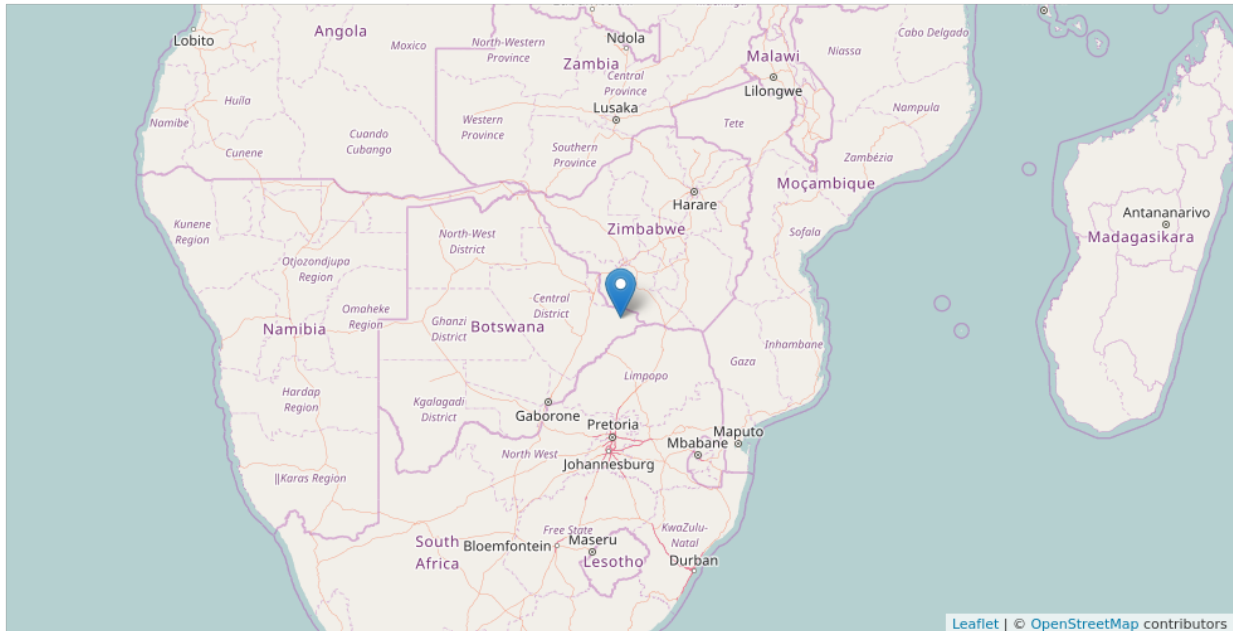 Lobito
Angola
Moxico
North-Western
Province
Ndola
Zambia
Central
Province
Malawi
Niassa
Cabo Delgado
Lilongwe
Huíla
Lusaka
Nampula
Namibe
Western
Province
Tete
Cuando
Cubango
Cunene
Southern
Province
Zambézia
Moçambique
Harare
Kunene
Region
North-West
District
Zimbabwe
Sofala
Antananarivo
Madagasikara
Otjozondjupa
Region
Omaheke
Region
Central
District
Namibia
Ghanzi
District
Botswana
Inhambane
Gaza
Limpopo
Hardap
Region
Kgalagadi
District
Gaborone
Pretoria
Maputo
Mbabane
North West
Johannesburg
||Karas Region
Free State
KwaZulu-
Natal
South
Africa
Bloemfontein
Maseru
Lesotho
Durban
Leaflet | © OpenStreetMap contributors